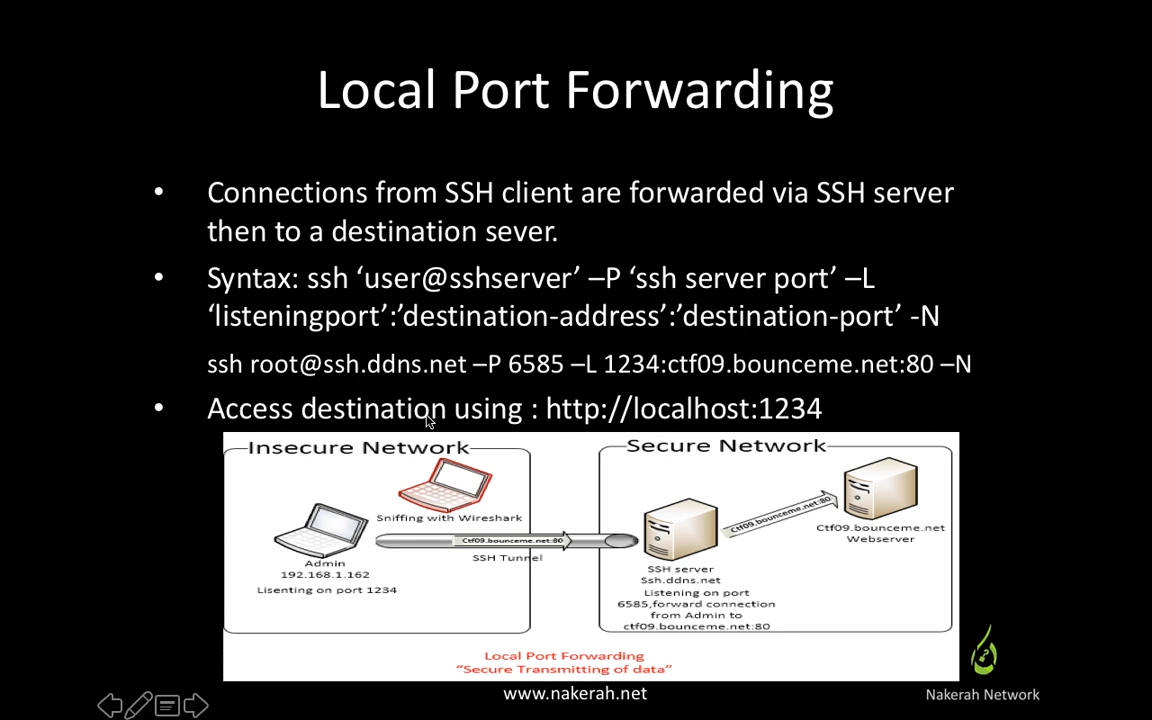 Local Port Forwarding
• Connections from SSH client are forwarded via SSH server
then to a destination sever.
• Syntax: ssh ‘user@sshserver’ –P ‘ssh server port’ –L
‘listeningport’:’destination-address’:’destination-port’ -N
ssh root@ssh.ddns.net –P 6585 –L 1234:ctf09.bounceme.net:80 –N
• Access destination using : http://localhost:1234
Insecure Network
Secure Network
Sniffing with Wireshark
Ctf09.bounceme.net:80
Ctf09.bounceme.net
Webserver
Ctf09.bounceme.net:80
SSH Tunnel
Admin
192.168.1.162
Lisenting on port 1234
SSH server
Ssh.ddns.net
Listening on port
6585,forward connection
from Admin to
ctf09.bounceme.net:80
Local Port Forwarding
“Secure Transmitting of data”
www.nakerah.net
Nakerah Network